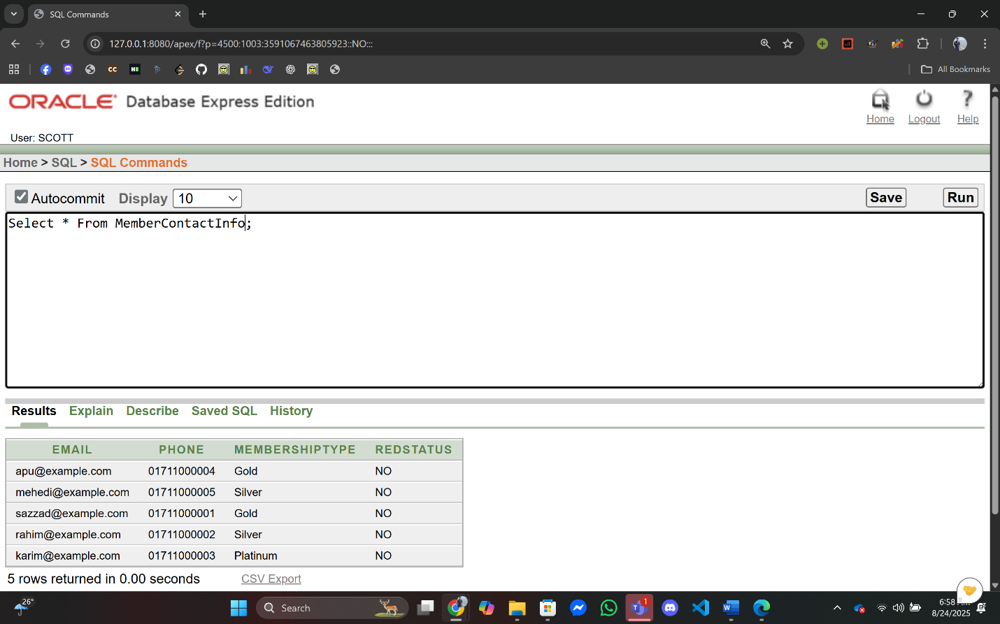 SQL Commands
127.0.0.1:8080/apex/f?p=4500:1003:3591067463805923::NO:::
All Bookmarks
ORACLE Database Express Edition
Home Logout Help
User: SCOTT
Home > SQL > SQL Commands
Autocommit Display 10 Save Run
Select * From MemberContactInfo;
Results Explain Describe Saved SQL History
EMAIL PHONE MEMBERSHIPTYPE REDSTATUS
apu@example.com 01711000004 Gold NO
mehedi@example.com 01711000005 Silver NO
sazzad@example.com 01711000001 Gold NO
rahim@example.com 01711000002 Silver NO
karim@example.com 01711000003 Platinum NO
5 rows returned in 0.00 seconds CSV Export
26°
Search
1
6:58
8/24/2025